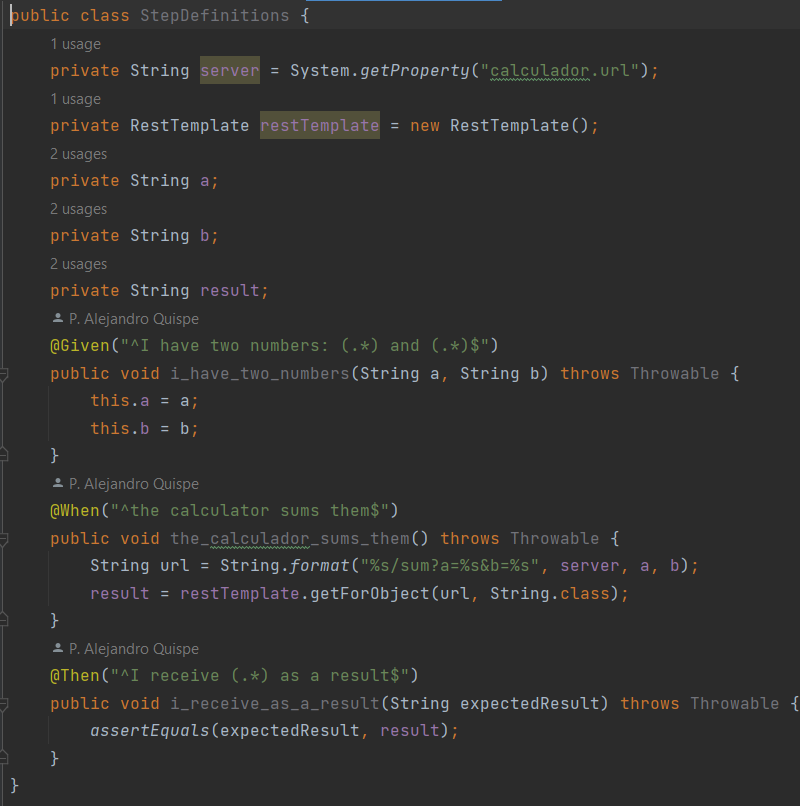 public class StepDefinitions {
1 usage
private String server = System.getProperty("calculador.url");
1 usage
private RestTemplate restTemplate = new RestTemplate();
2 usages
private String a;
2 usages
private String b;
2 usages
private String result;
P. Alejandro Quispe
@Given("^I have two numbers: (.*) and (.*)$")
public void i_have_two_numbers(String a, String b) throws Throwable {
this.a = a;
this.b = b;
}
P. Alejandro Quispe
@When("^the calculator sums them$")
public void the_calculador_sums_them() throws Throwable {
String url = String.format("%s/sum?a=%s&b=%s", server, a, b);
result = restTemplate.getForObject(url, String.class);
}
P. Alejandro Quispe
@Then("^I receive (.*) as a result$")
public void i_receive_as_a_result(String expectedResult) throws Throwable {
assertEquals(expectedResult, result);
}
}